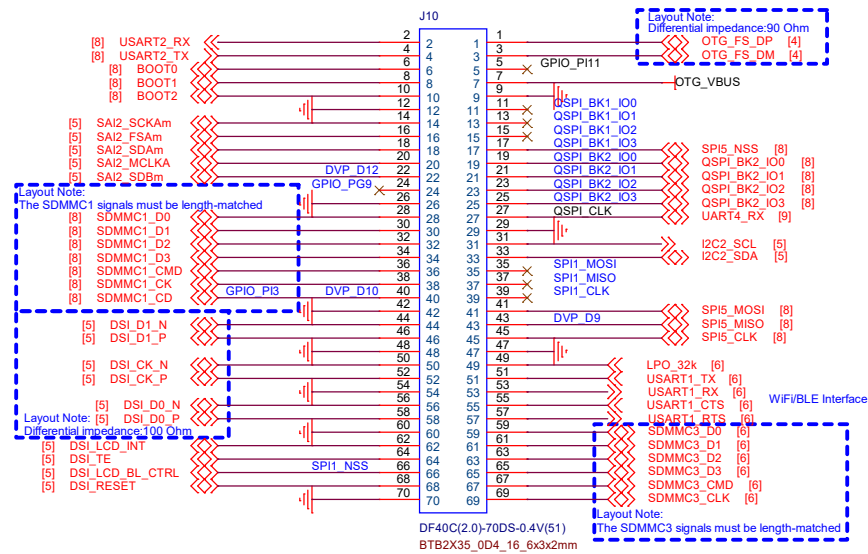 J10
Layout Note:
Differential impedance:90 Ohm
[8] USART2_RX 2 2 1 1 OTG_FS_DP [4]
[8] USART2_TX 4 4 3 3 OTG_FS_DM [4]
[8] BOOT0 6 6 5 5 GPIO_PI11
[8] BOOT1 8 8 7 7 OTG_VBUS
[8] BOOT2 10 10 9 9
12 12 11 11 QSPI_BK1_IO0
[5] SAI2_SCKAm 14 14 13 13 QSPI_BK1_IO1
[5] SAI2_FSAm 16 16 15 15 QSPI_BK1_IO2
[5] SAI2_SDAm 18 18 17 17 QSPI_BK1_IO3 SPI5_NSS [8]
[5] SAI2_MCLKA 20 20 19 19 QSPI_BK2_IO0 QSPI_BK2_IO0 [8]
[5] SAI2_SDBm DVP_D12 22 22 21 21 QSPI_BK2_IO1 QSPI_BK2_IO1 [8]
GPIO_PG9 24 24 23 23 QSPI_BK2_IO2 QSPI_BK2_IO2 [8]
Layout Note:
The SDMMC1 signals must be length-matched
26 26 25 25 QSPI_BK2_IO3 QSPI_BK2_IO3 [8]
[8] SDMMC1_D0 28 28 27 27 QSPI_CLK UART4_RX [9]
[8] SDMMC1_D1 30 30 29 29
[8] SDMMC1_D2 32 32 31 31 I2C2_SCL [5]
[8] SDMMC1_D3 34 34 33 33 I2C2_SDA [5]
[8] SDMMC1_CMD 36 36 35 35 SPI1_MOSI
[8] SDMMC1_CK 38 38 37 37 SPI1_MISO
[8] SDMMC1_CD GPIO_PI3 DVP_D10 40 40 39 39 SPI1_CLK
42 42 41 41 SPI5_MOSI [8]
[5] DSI_D1_N 44 44 43 43 DVP_D9 SPI5_MISO [8]
[5] DSI_D1_P 46 46 45 45 SPI5_CLK [8]
48 48 47 47
[5] DSI_CK_N 50 50 49 49 LPO_32k [6]
[5] DSI_CK_P 52 52 51 51 USART1_TX [6]
54 54 53 53 USART1_RX [6]
WiFi/BLE Interface
[5] DSI_D0_N 56 56 55 55 USART1_CTS [6]
[5] DSI_D0_P 58 58 57 57 USART1_RTS [6]
Layout Note:
Differential impedance:100 Ohm
60 60 59 59 SDMMC3_D0 [6]
[5] DSI_LCD_INT 62 62 61 61 SDMMC3_D1 [6]
[5] DSI_TE 64 64 63 63 SDMMC3_D2 [6]
[5] DSI_LCD_BL_CTRL SPI1_NSS 66 66 65 65 SDMMC3_D3 [6]
[5] DSI_RESET 68 68 67 67 SDMMC3_CMD [6]
70 70 69 69 SDMMC3_CLK [6]
Layout Note:
The SDMMC3 signals must be length-matched
DF40C(2.0)-70DS-0.4V(51)
BTB2X35_0D4_16_6x3x2mm